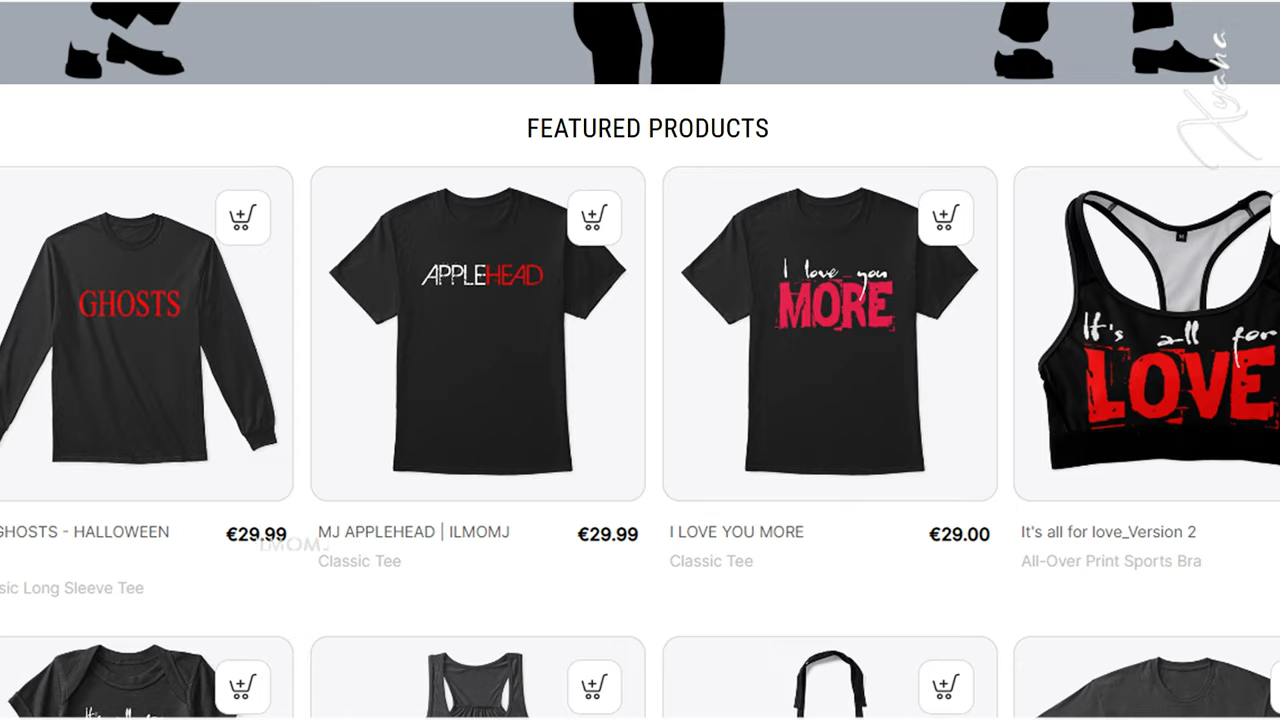 Xyaha
FEATURED PRODUCTS
GHOSTS
APPLEHEAD
I love you
MORE
It's all for
LOVE
GHOSTS - HALLOWEEN
€29.99
MJ APPLEHEAD | ILMOMJ
€29.99
I LOVE YOU MORE
€29.00
It's all for love_Version 2
sic Long Sleeve Tee
Classic Tee
Classic Tee
All-Over Print Sports Bra
ILMOMJ